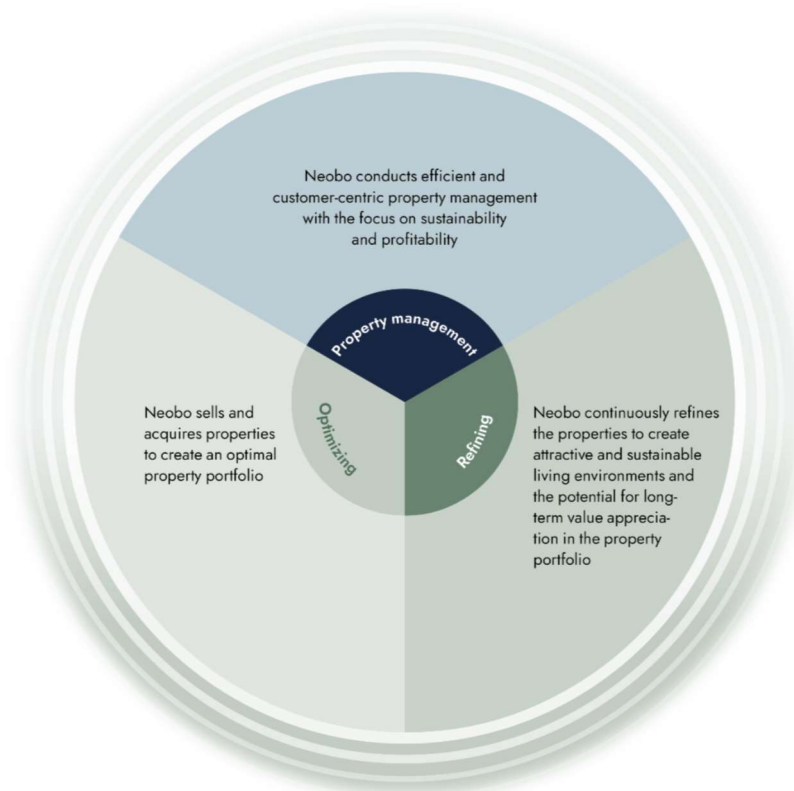 Neobo conducts efficient and
customer-centric property management
with the focus on sustainability
and profitability
Property management
Optimizing
Refining
Neobo sells and
acquires properties
to create an optimal
property portfolio
Neobo continuously refines
the properties to create
attractive and sustainable
living environments and
the potential for long-
term value apprecia-
tion in the property
portfolio